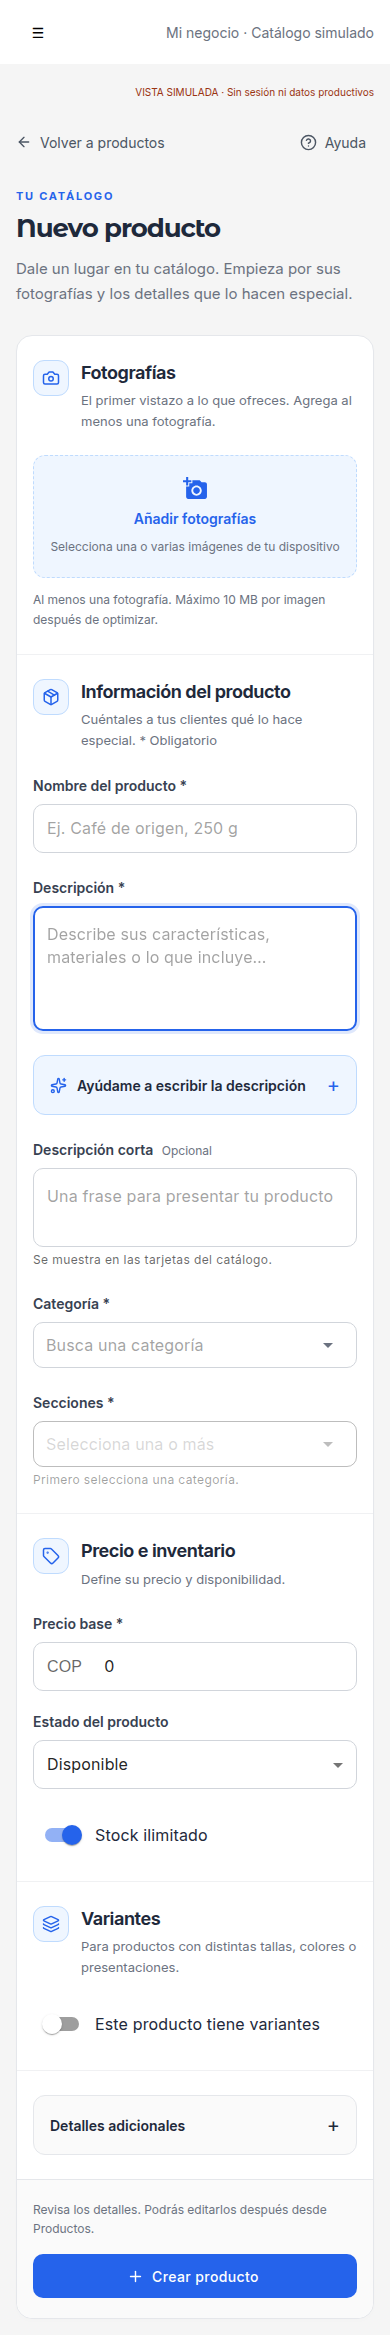 Mi negocio · Catálogo simulado
VISTA SIMULADA · Sin sesión ni datos productivos
Volver a productos
Ayuda
TU CATÁLOGO
Nuevo producto
Dale un lugar en tu catálogo. Empieza por sus
fotografías y los detalles que lo hacen especial.
Fotografías
El primer vistazo a lo que ofreces. Agrega al
menos una fotografía.
Añadir fotografías
Selecciona una o varias imágenes de tu dispositivo
Al menos una fotografía. Máximo 10 MB por imagen
después de optimizar.
Información del producto
Cuéntales a tus clientes qué lo hace
especial. * Obligatorio
Nombre del producto *
Ej. Café de origen, 250 g
Descripción *
Describe sus características,
materiales o lo que incluye...
Ayúdame a escribir la descripción +
Descripción corta Opcional
Una frase para presentar tu producto
Se muestra en las tarjetas del catálogo.
Categoría *
Busca una categoría
Secciones *
Selecciona una o más
Primero selecciona una categoría.
Precio e inventario
Define su precio y disponibilidad.
Precio base *
COP 0
Estado del producto
Disponible
Stock ilimitado
Variantes
Para productos con distintas tallas, colores o
presentaciones.
Este producto tiene variantes
Detalles adicionales +
Revisa los detalles. Podrás editarlos después desde
Productos.
+ Crear producto